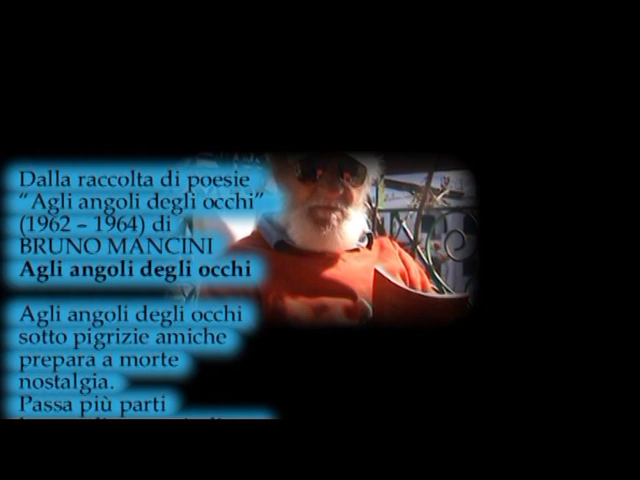 Dalla raccolta di poesie
“Agli angoli degli occhi”
(1962 – 1964) di
BRUNO MANCINI
Agli angoli degli occhi
Agli angoli degli occhi
sotto pigrizie amiche
prepara a morte
nostalgia.
Passa più parti